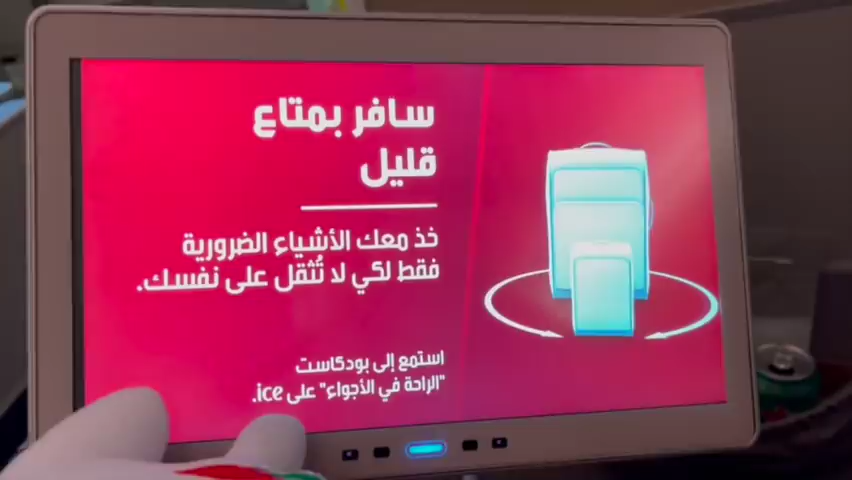 سافر بمتاع
قليل
خذ معك الأشياء الضرورية
فقط لكي لا تُثقل على نفسك.
استمع إلى بودكاست
"الراحة في الأجواء" على ice.